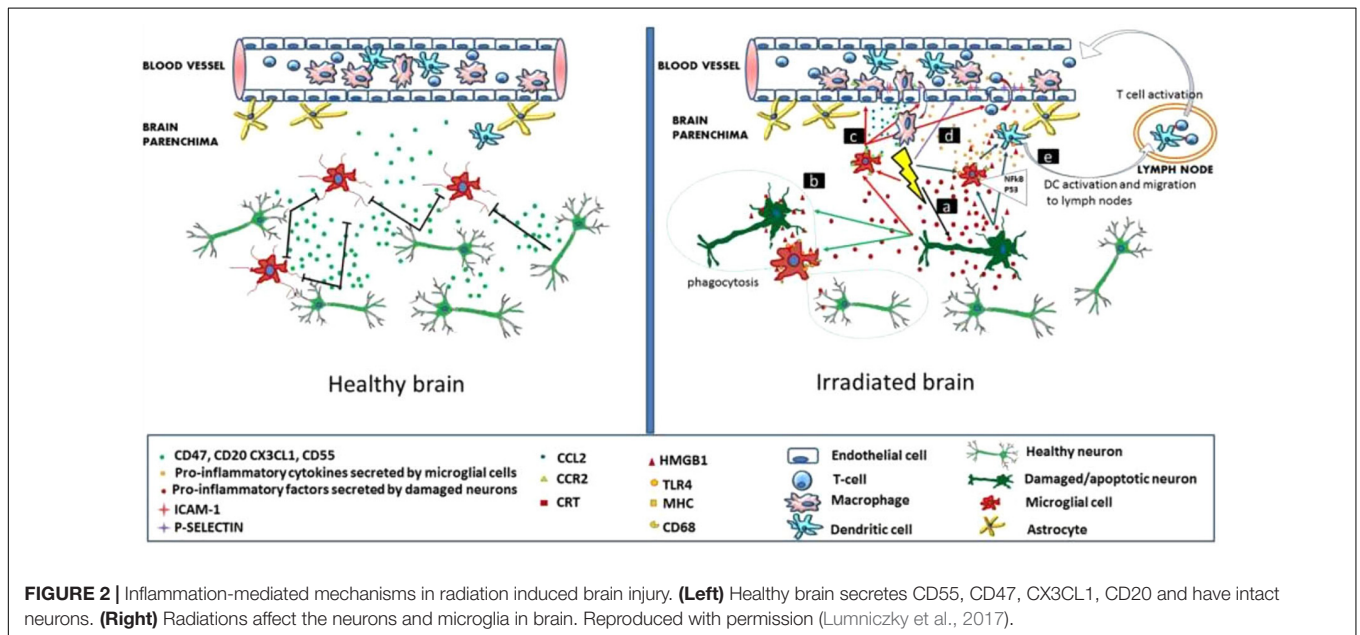 BLOOD VESSEL
BRAIN
PARENCHIMA
Healthy brain
BLOOD VESSEL
BRAIN
PARENCHIMA
c
d
e
b
a
NFkB
P53
T cell activation
LYMPH NODE
DC activation and migration
to lymph nodes
phagocytosis
Irradiated brain
CD47, CD20 CX3CL1, CD55
Pro-inflammatory cytokines secreted by microglial cells
Pro-inflammatory factors secreted by damaged neurons
ICAM-1
P-SELECTIN
CCL2
CCR2
CRT
HMGB1
TLR4
MHC
CD68
Endothelial cell
T-cell
Macrophage
Dendritic cell
Healthy neuron
Damaged/apoptotic neuron
Microglial cell
Astrocyte
FIGURE 2 | Inflammation-mediated mechanisms in radiation induced brain injury. (Left) Healthy brain secretes CD55, CD47, CX3CL1, CD20 and have intact
neurons. (Right) Radiations affect the neurons and microglia in brain. Reproduced with permission (Lumniczky et al., 2017).